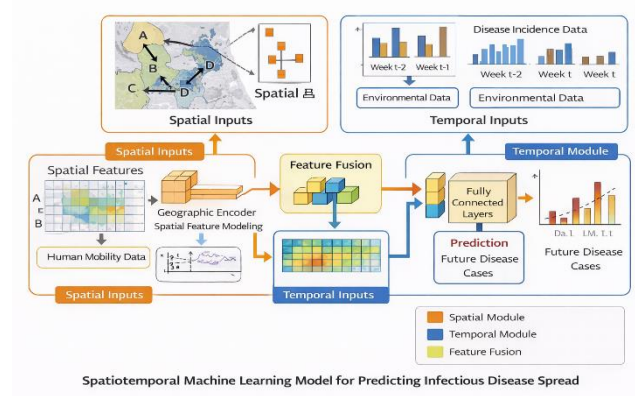 A
B
C
D
D
Spatial 呂
Spatial Inputs
Disease Incidence Data
Week t-2
Week t-1
Week t-2
Week t
Week t
Environmental Data
Environmental Data
Temporal Inputs
Spatial Inputs
Spatial Features
A
E
B
Human Mobility Data
Geographic Encoder
Spatial Feature Modeling
Spatial Inputs
Feature Fusion
Temporal Inputs
Temporal Module
Fully
Connected
Layers
Prediction
Future Disease
Cases
Da, l. I.M, T. t
Future Disease
Cases
Spatial Module
Temporal Module
Feature Fusion
Spatiotemporal Machine Learning Model for Predicting Infectious Disease Spread